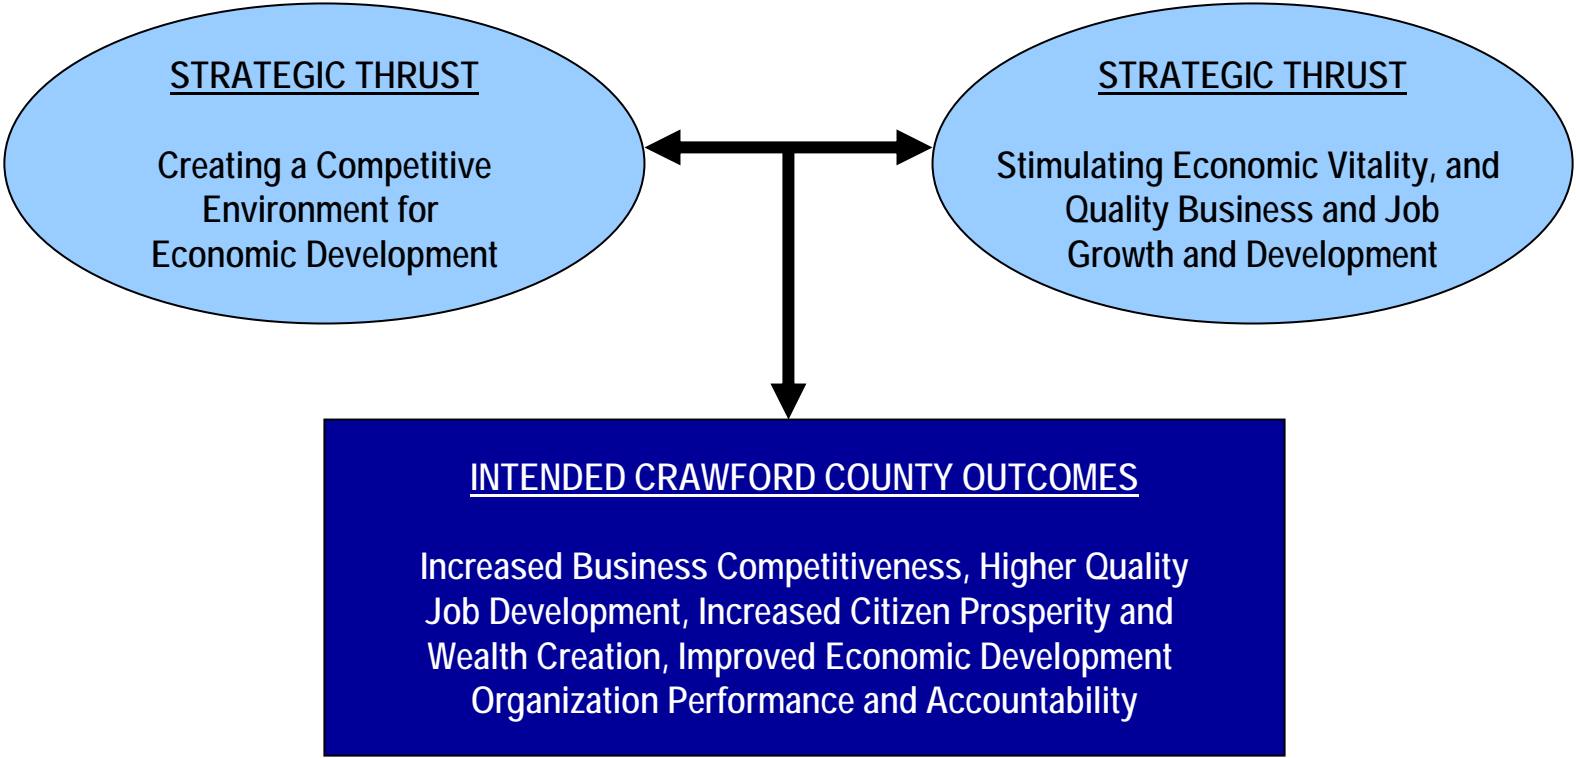 STRATEGIC THRUST
Creating a Competitive
Environment for
Economic Development
STRATEGIC THRUST
Stimulating Economic Vitality, and
Quality Business and Job
Growth and Development
INTENDED CRAWFORD COUNTY OUTCOMES
Increased Business Competitiveness, Higher Quality
Job Development, Increased Citizen Prosperity and
Wealth Creation, Improved Economic Development
Organization Performance and Accountability